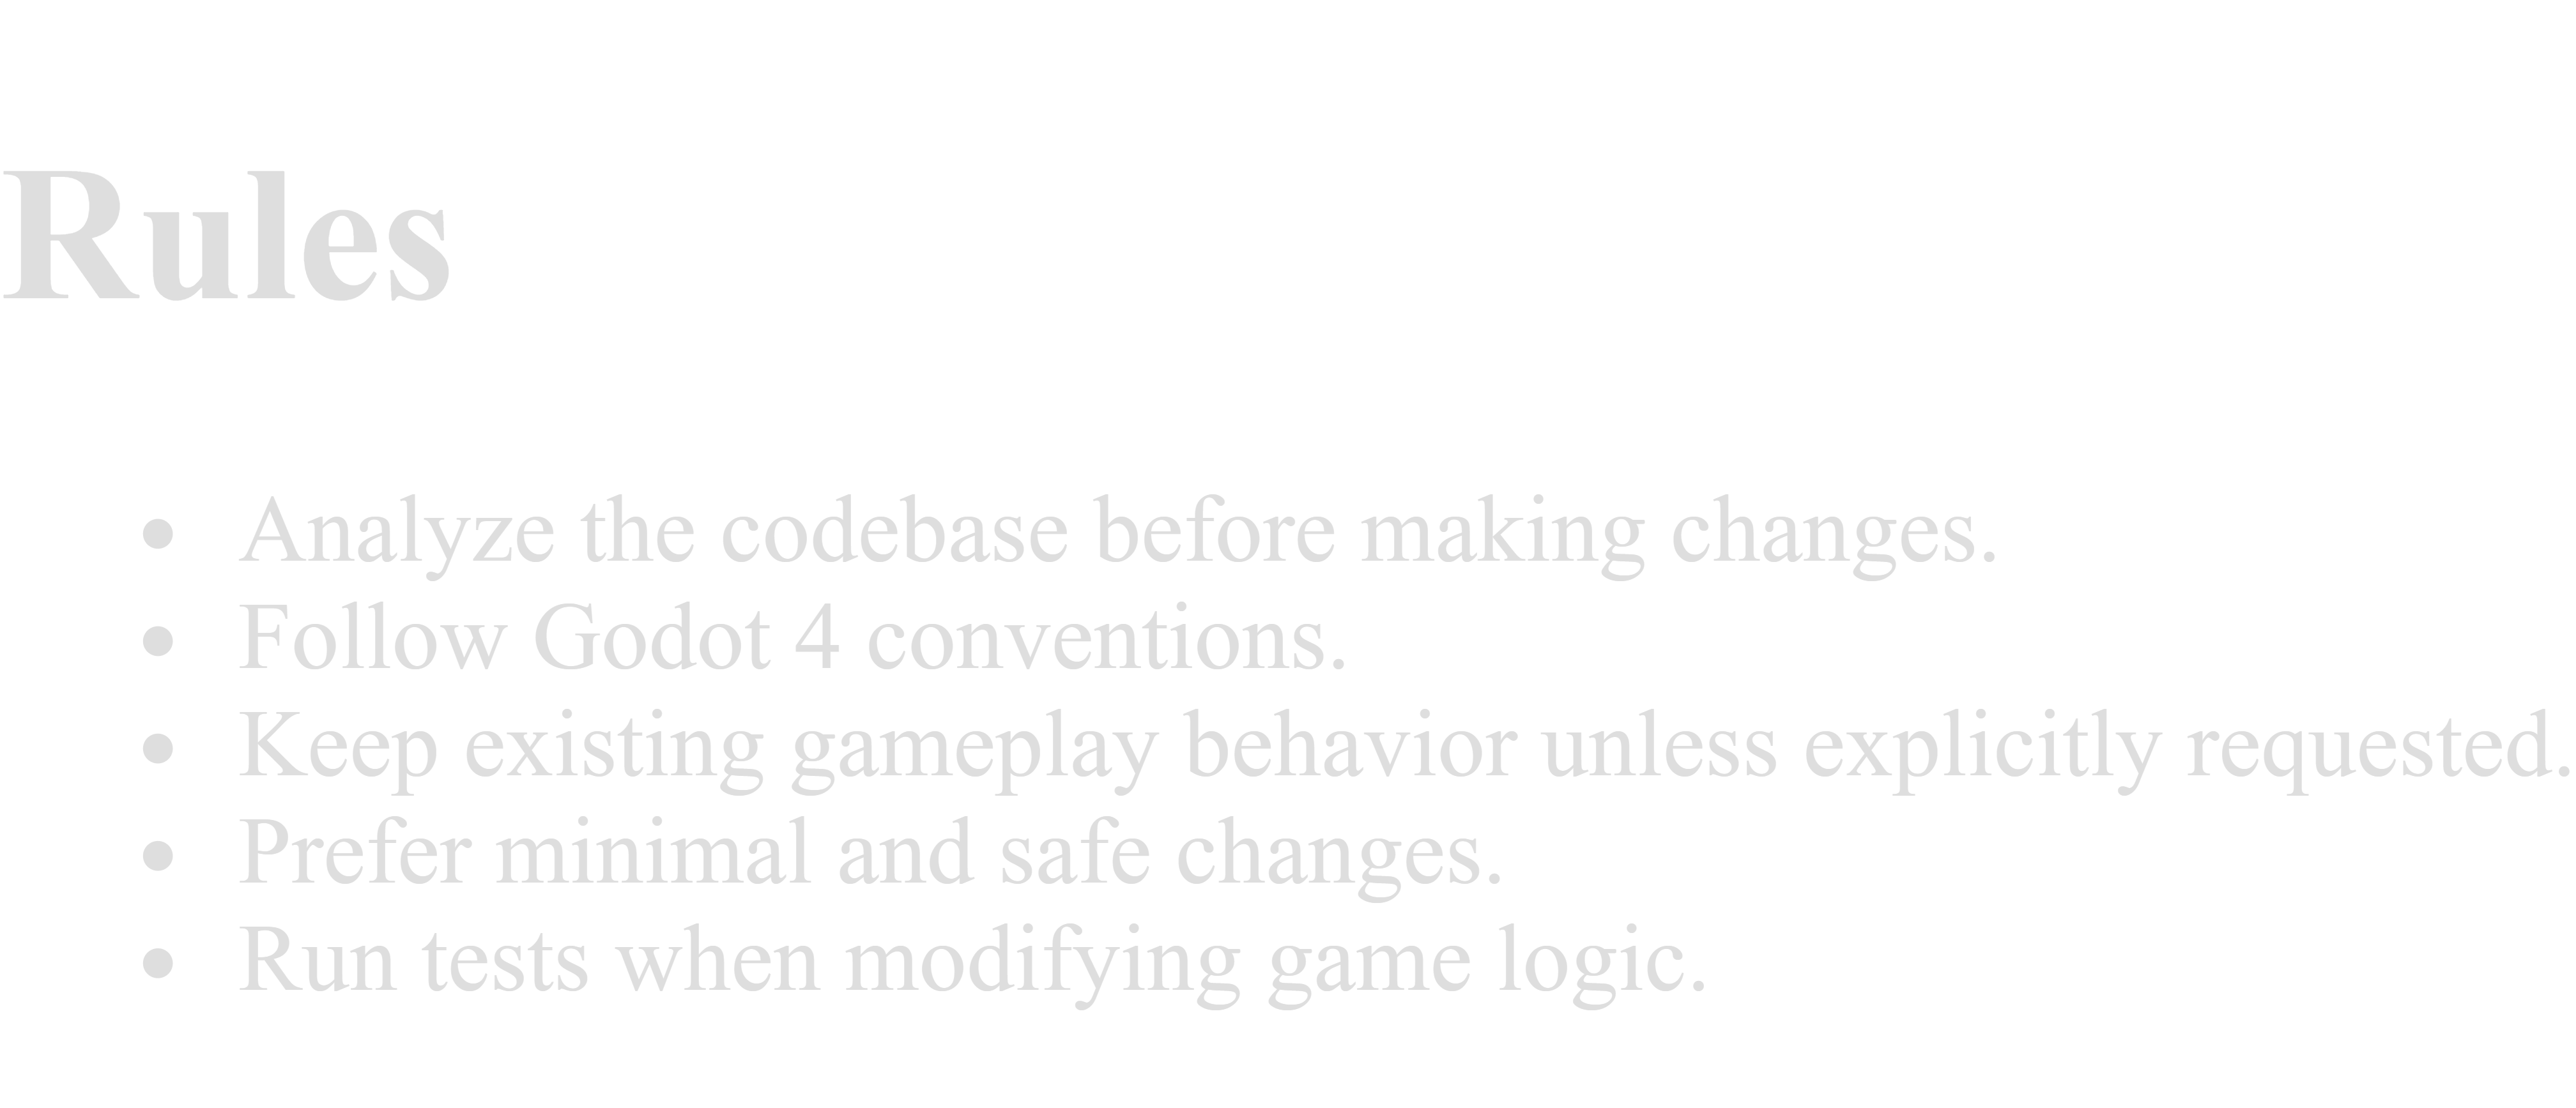 Rules
• Analyze the codebase before making changes.
• Follow Godot 4 conventions.
• Keep existing gameplay behavior unless explicitly requested.
• Prefer minimal and safe changes.
• Run tests when modifying game logic.